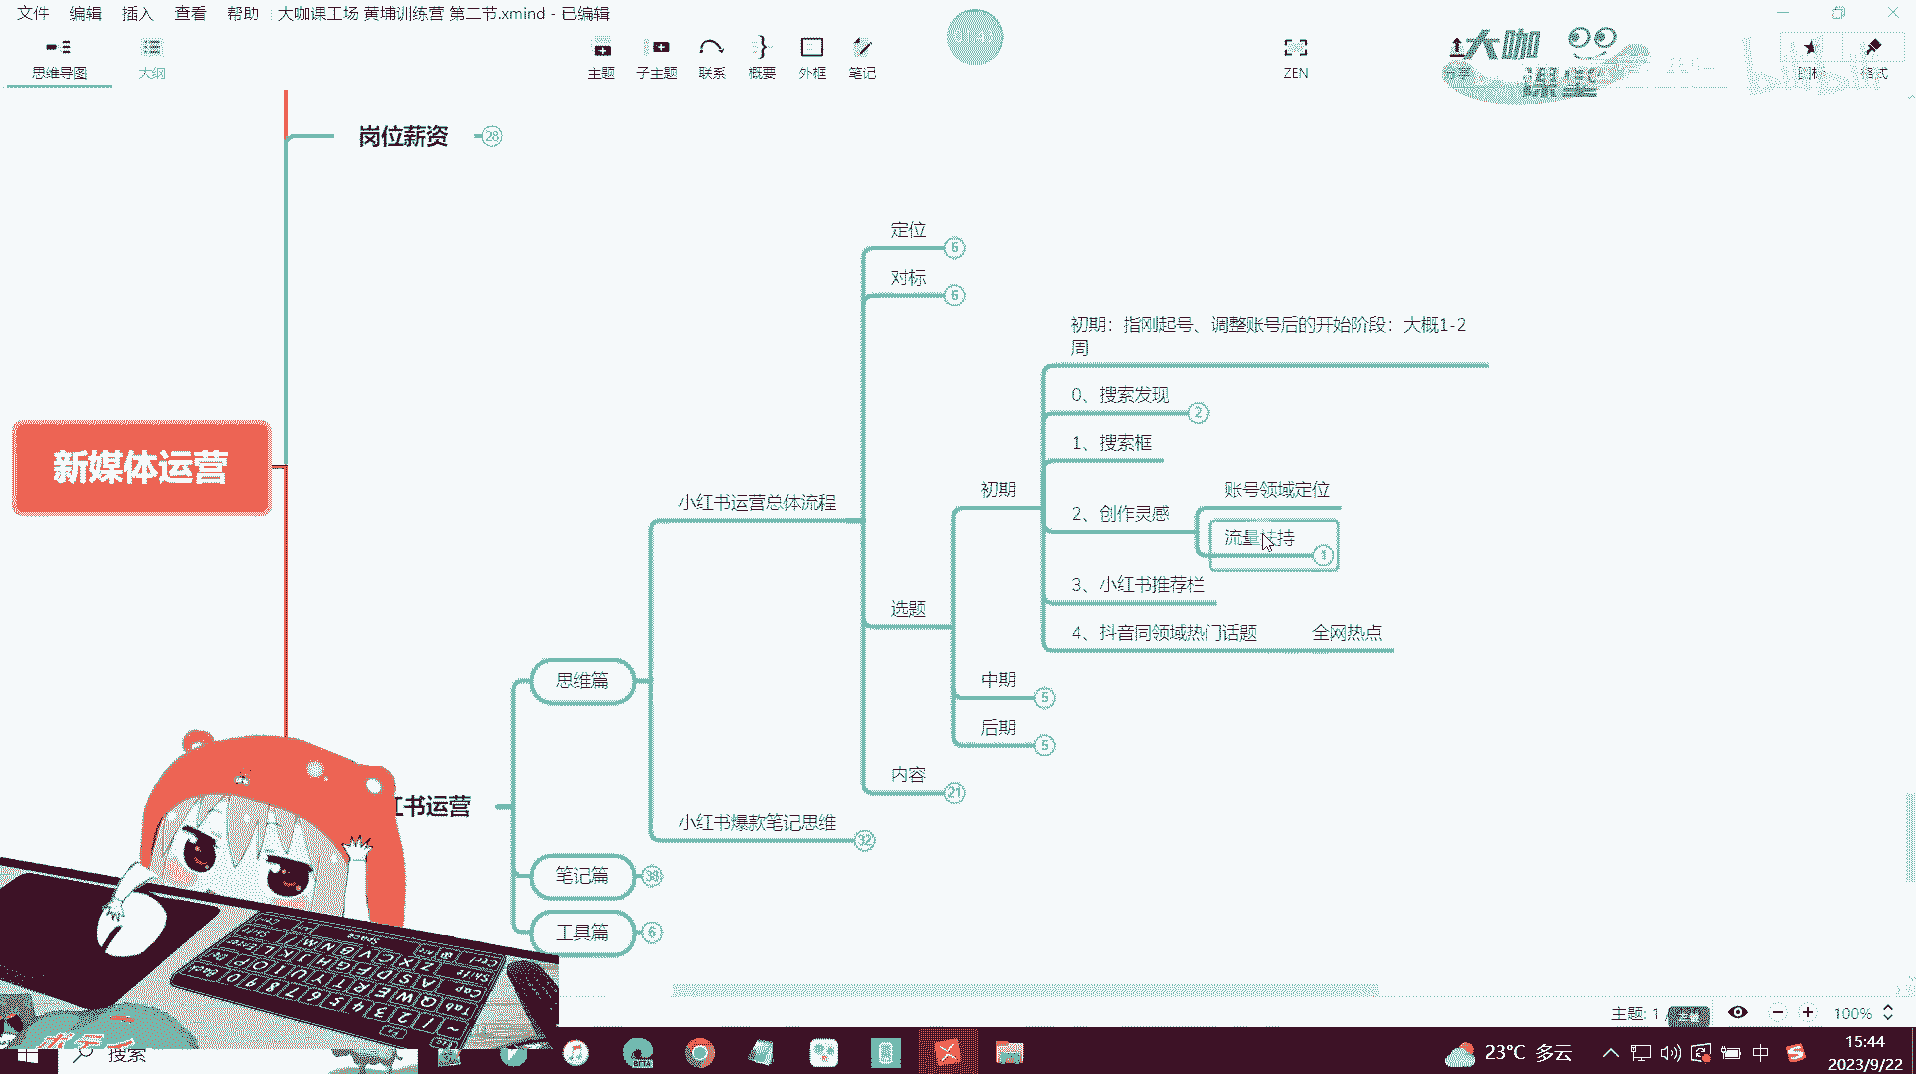 文件 编辑 插入 查看 帮助 大咖课工场 黄埔训练营 第二节.xmind - 已编辑
思维导图
大纲
主题
子主题
联系
概要
外框
笔记
ZEN
大咖
课堂
岗位薪资 28
新媒体运营
定位 6
对标 6
初期：指刚起号、调整账号后的开始阶段：大概1-2
周
0、搜索发现 2
1、搜索框
初期
账号领域定位
2、创作灵感
流量扶持 1
小红书运营总体流程
3、小红书推荐栏
选题
4、抖音同领域热门话题 全网热点
思维篇
中期 5
后期 5
内容 21
红书运营
小红书爆款笔记思维 32
笔记篇 38
工具篇 6
主题: 1
100%
搜索
BETA
23°C 多云
中
15:44
2023/9/22